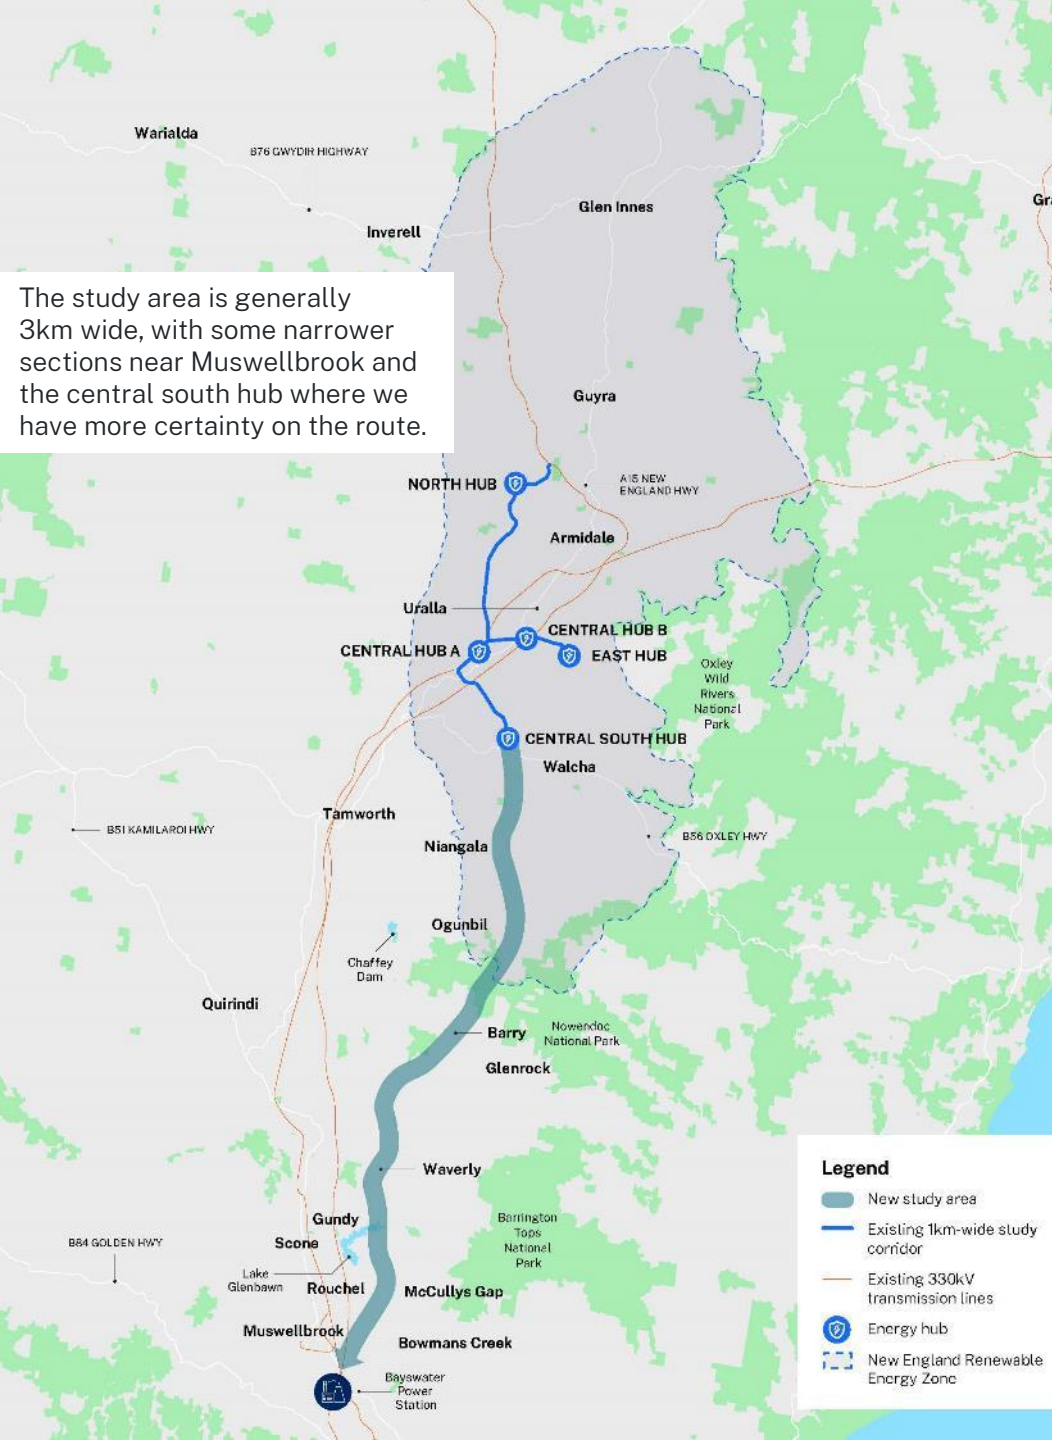 Warialda
B76 GWYDIR HIGHWAY
Glen Innes
Inverell
The study area is generally
3km wide, with some narrower
sections near Muswellbrook and
the central south hub where we
have more certainty on the route.
Guyra
NORTH HUB
A15 NEW
ENGLAND HWY
Armidale
Uralla
CENTRAL HUB B
CENTRAL HUB A
EAST HUB
Oxley
Wild
Rivers
National
Park
CENTRAL SOUTH HUB
Walcha
Tamworth
B51 KAMILAROI HWY
B56 OXLEY HWY
Niangala
Ogunbil
Chaffey
Dam
Quirindi
Barry
Nowendoc
National Park
Glenrock
Waverly
Gundy
Scone
Barrington
Tops
National
Park
B84 GOLDEN HWY
Lake
Glenbawn
Rouchel
McCullys Gap
Muswellbrook
Bowmans Creek
Bayswater
Power
Station
Legend
New study area
Existing 1km-wide study
corridor
Existing 330kV
transmission lines
Energy hub
New England Renewable
Energy Zone